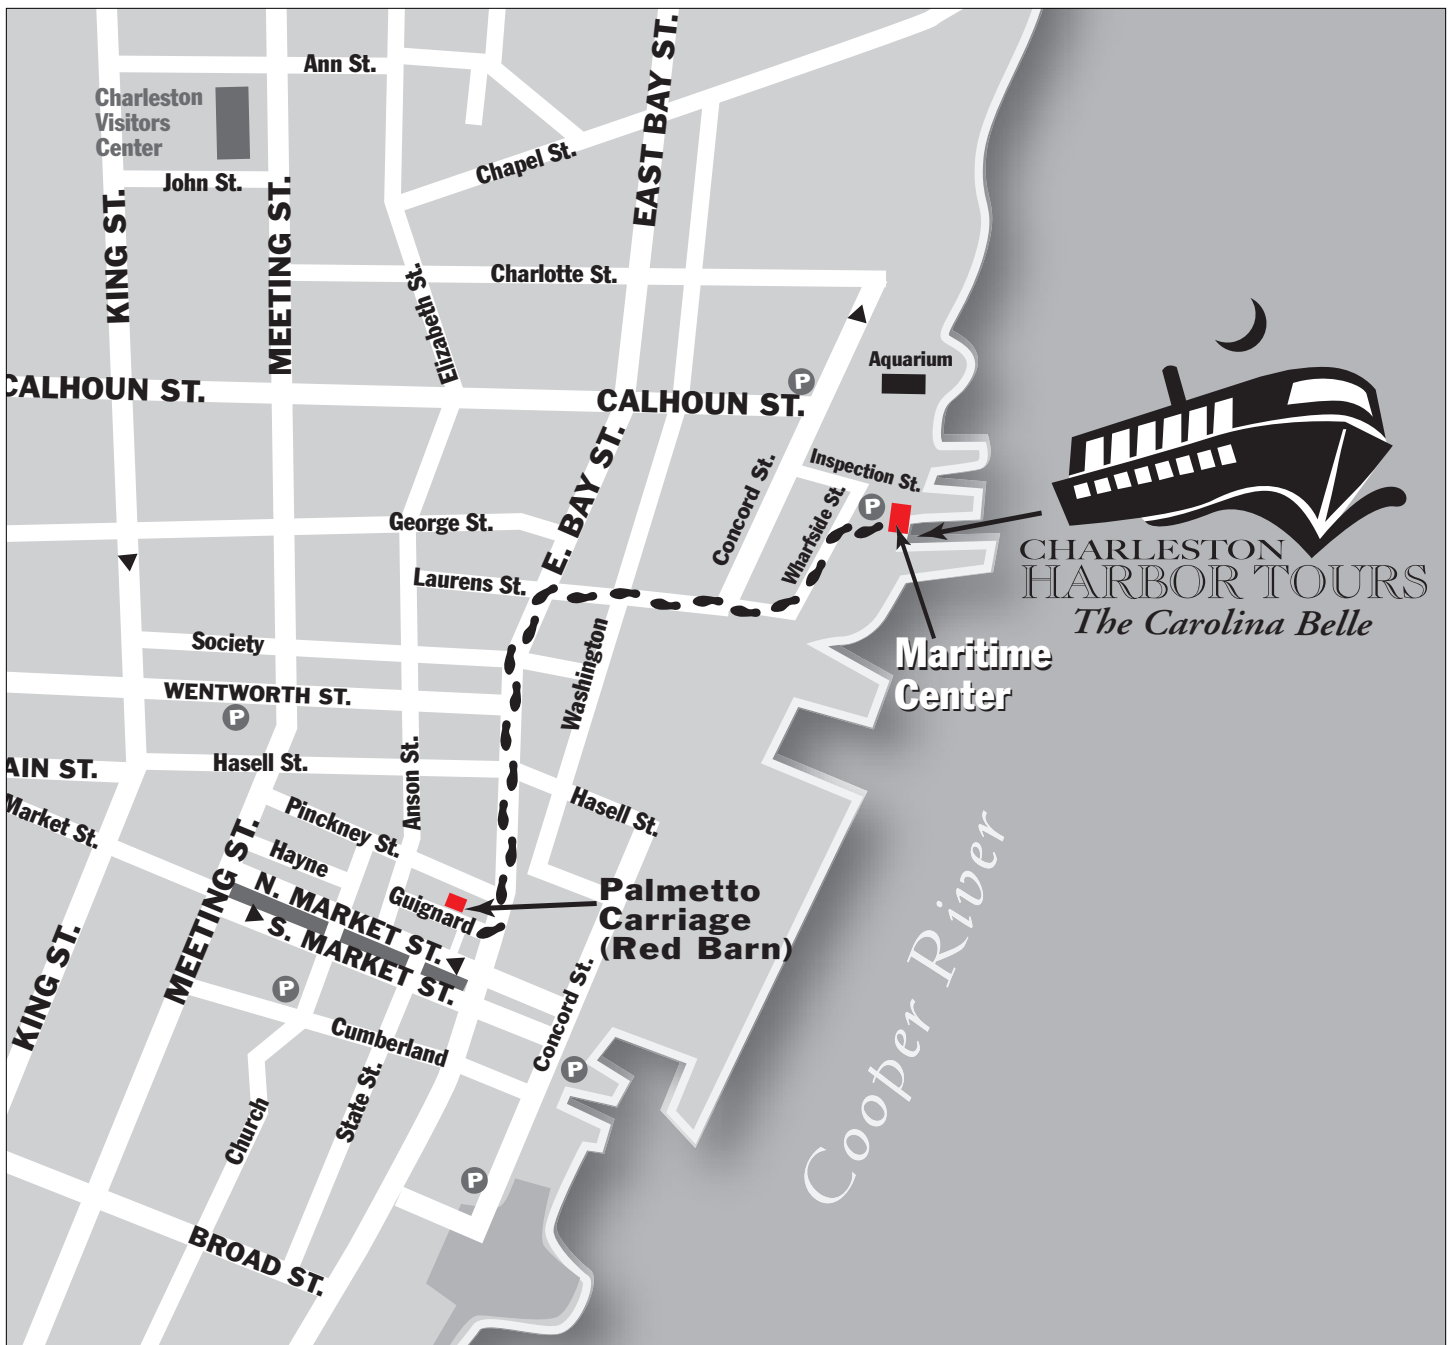 EAST BAY ST.
Ann St.
Charleston
Visitors
Center
Chapel St.
John St.
KING ST.
MEETING ST.
Charlotte St.
Elizabeth St.
Aquarium
CALHOUN ST.
CALHOUN ST.
P
E. BAY ST.
Concord St.
Inspection St.
Wharfside St.
P
George St.
CHARLESTON
HARBOR TOURS
The Carolina Belle
Laurens St.
Society
Washington
Maritime
Center
WENTWORTH ST.
P
AIN ST.
Hasell St.
Anson St.
Market St.
Pinckney St.
Hasell St.
Hayne
MEETING ST.
N. MARKET ST.
Guignard
Palmetto
Carriage
(Red Barn)
S. MARKET ST.
KING ST.
P
Cumberland
Concord St.
P
Cooper River
Church
State St.
P
BROAD ST.